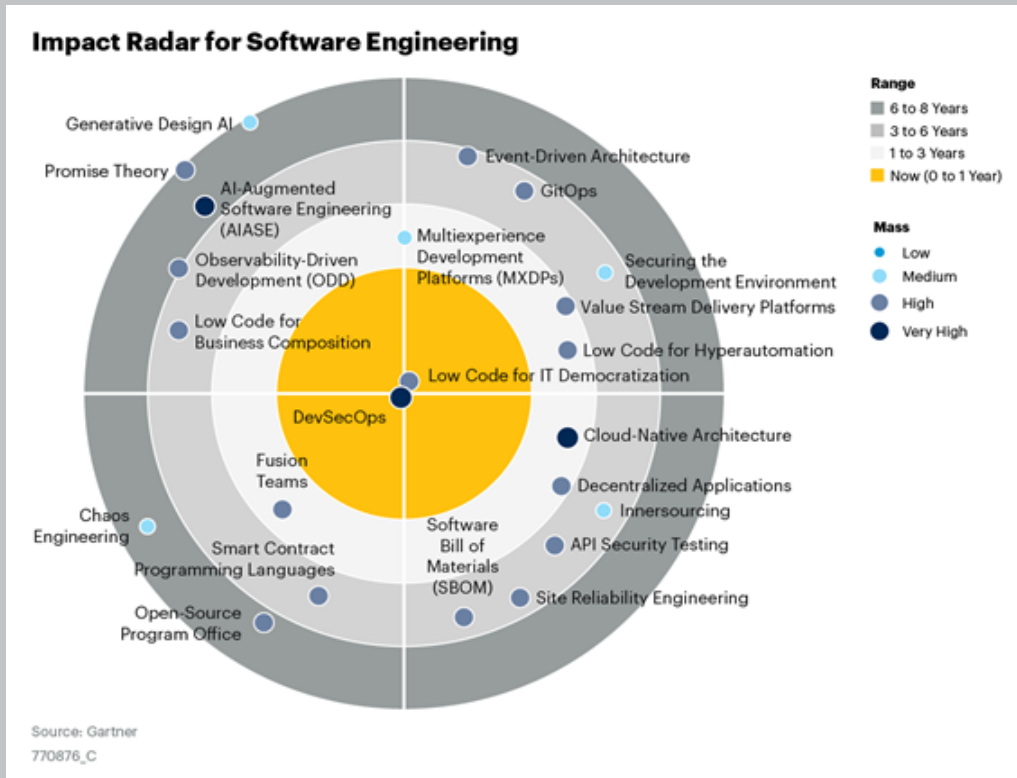 Impact Radar for Software Engineering
Range
6 to 8 Years
3 to 6 Years
1 to 3 Years
Now (0 to 1 Year)
Mass
Low
Medium
High
Very High
Generative Design AI
Promise Theory
AI-Augmented
Software Engineering
(AIASE)
Observability-Driven
Development (ODD)
Low Code for
Business Composition
Event-Driven Architecture
GitOps
Multiexperience
Development
Platforms (MXDPs)
Securing the
Development Environment
Value Stream Delivery Platforms
Low Code for Hyperautomation
Low Code for IT Democratization
DevSecOps
Fusion
Teams
Chaos
Engineering
Smart Contract
Programming Languages
Open-Source
Program Office
Cloud-Native Architecture
Decentralized Applications
Innersourcing
API Security Testing
Software
Bill of
Materials
(SBOM)
Site Reliability Engineering
Source: Gartner
770876_C